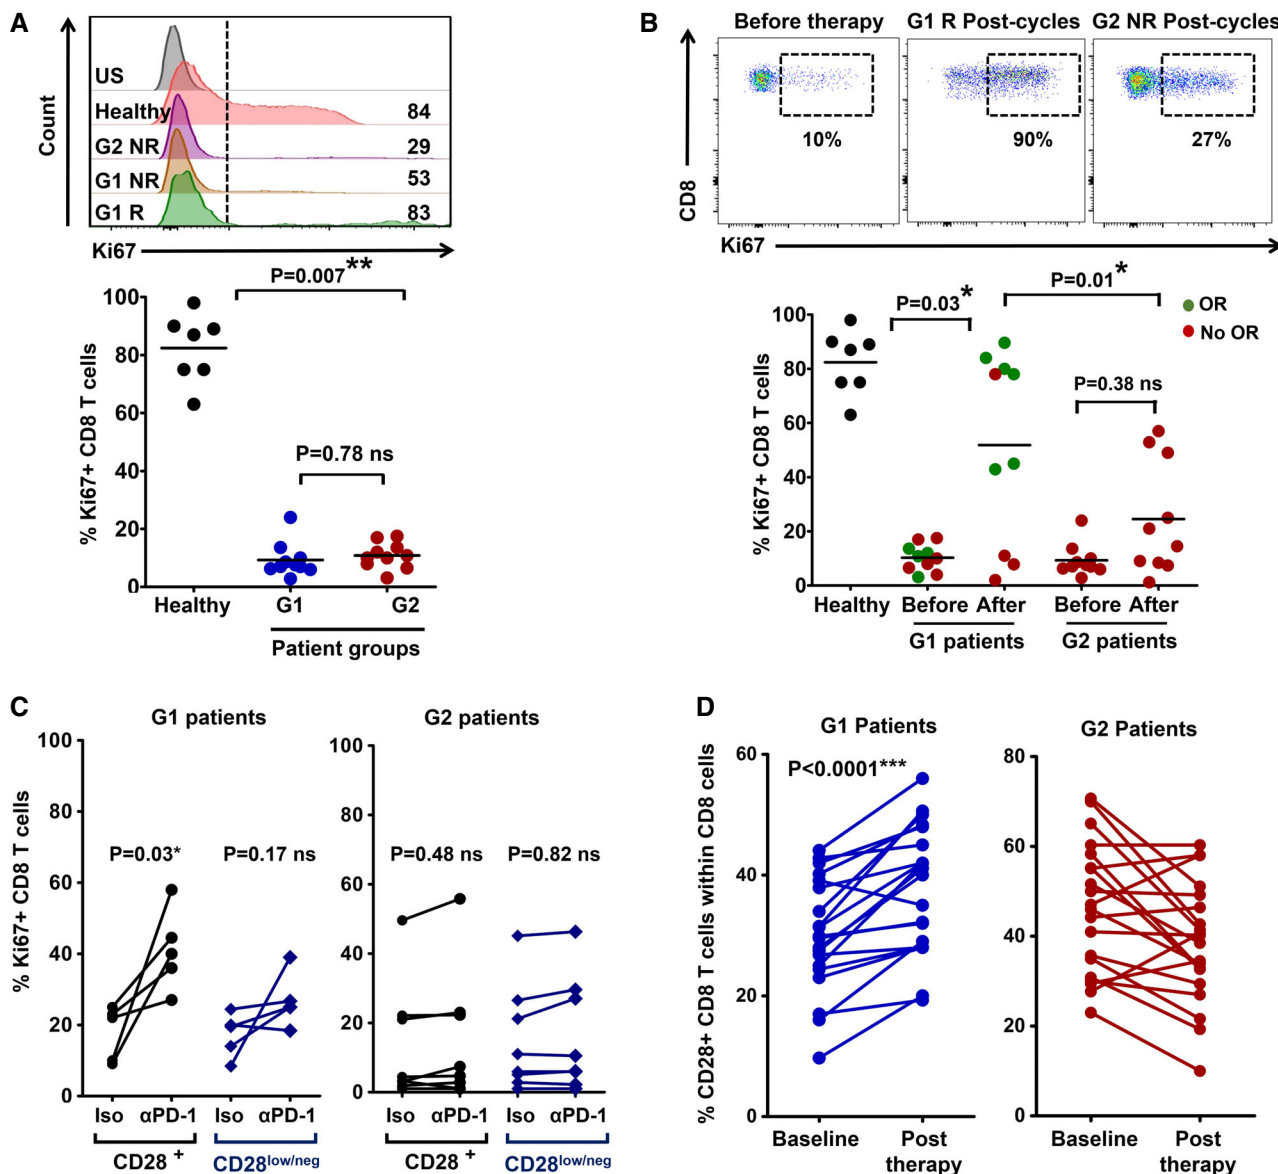 A
Count
US
Healthy 84
G2 NR 29
G1 NR 53
G1 R 83
Ki67
P=0.007**
% Ki67+ CD8 T cells
100
80
60
40
20
0
P=0.78 ns
Healthy G1 G2
Patient groups
B
Before therapy G1 R Post-cycles G2 NR Post-cycles
CD8
10% 90% 27%
Ki67
P=0.01*
P=0.03*
OR
No OR
P=0.38 ns
% Ki67+ CD8 T cells
100
80
60
40
20
0
Healthy Before After Before After
G1 patients G2 patients
C
G1 patients G2 patients
% Ki67+ CD8 T cells
100
80
60
40
20
0
P=0.03* P=0.17 ns
Iso αPD-1 Iso αPD-1
CD28+ CD28low/neg
100
80
60
40
20
0
P=0.48 ns P=0.82 ns
Iso αPD-1 Iso αPD-1
CD28+ CD28low/neg
D
G1 Patients G2 Patients
% CD28+ CD8 T cells within CD8 cells
P<0.0001***
60
40
20
0
Baseline Post
therapy
80
60
40
20
0
Baseline Post
therapy